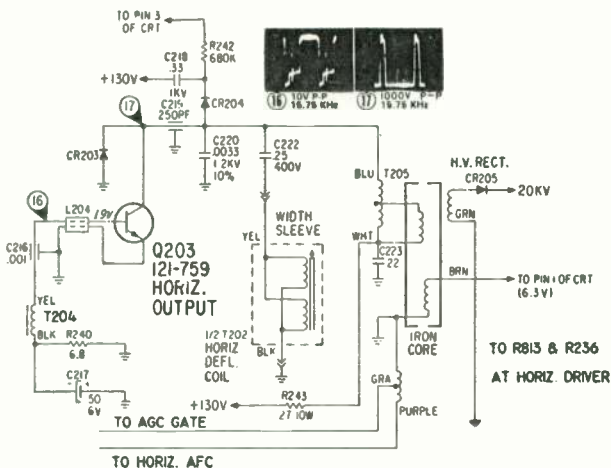 TO PIN 3
OF CRT
R242
680K
C218
.33
1KV
+130V
C219
250PF
CR204
16
10V P-P
15.75 KHz
17
1000V P-P
15.75 KHz
17
CR203
C220
.0033
1.2KV
10%
C222
.25
400V
BLU
T205
H.V. RECT.
CR205
20KV
GRN
16
L204
.19V
C216
.001
Q203
121-759
HORIZ.
OUTPUT
WIDTH
SLEEVE
YEL
WHT
C223
.22
BRN
TO PIN 1 OF CRT
(6.3V)
YEL
T204
BLK
R240
6.8
1/2 T202
HORIZ
DEFL.
COIL
BLK
IRON
CORE
TO R813 & R236
AT HORIZ. DRIVER
C217
50
6V
+130V
R243
27 10W
GRA
PURPLE
TO AGC GATE
TO HORIZ. AFC